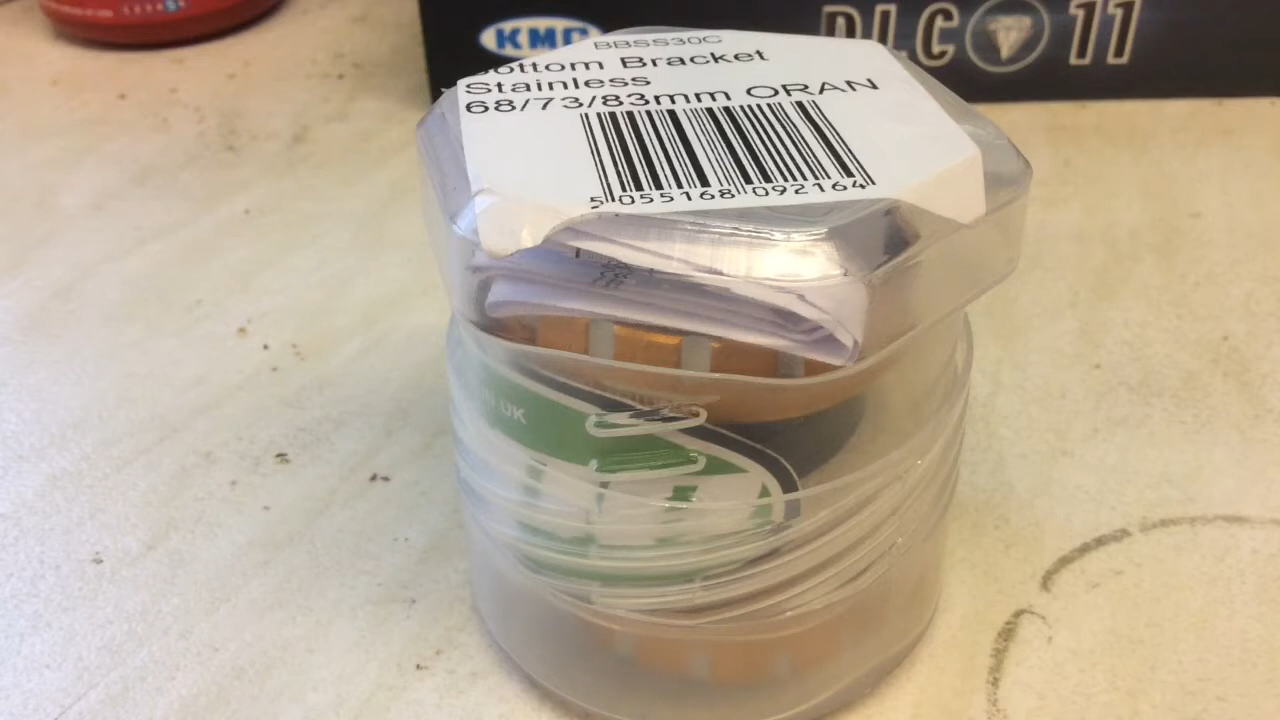 KMC
DLC 11
BBSS30C
Bottom Bracket
Stainless
68/73/83mm ORAN
5 055168 092164
UK